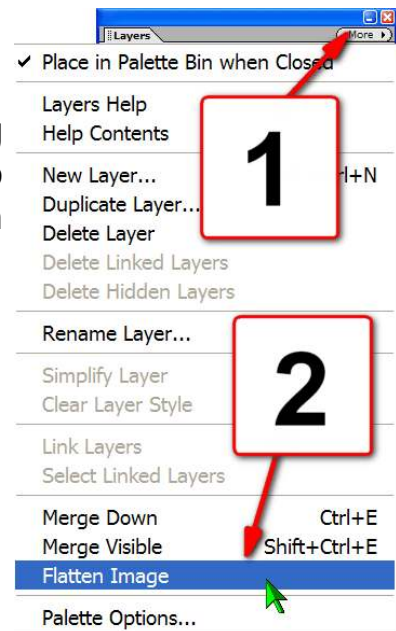 Layers More
✓ Place in Palette Bin when Closed
Layers Help
Help Contents
1
New Layer... rl+N
Duplicate Layer...
Delete Layer
Delete Linked Layers
Delete Hidden Layers
Rename Layer...
2
Simplify Layer
Clear Layer Style
Link Layers
Select Linked Layers
Merge Down Ctrl+E
Merge Visible Shift+Ctrl+E
Flatten Image
Palette Options...